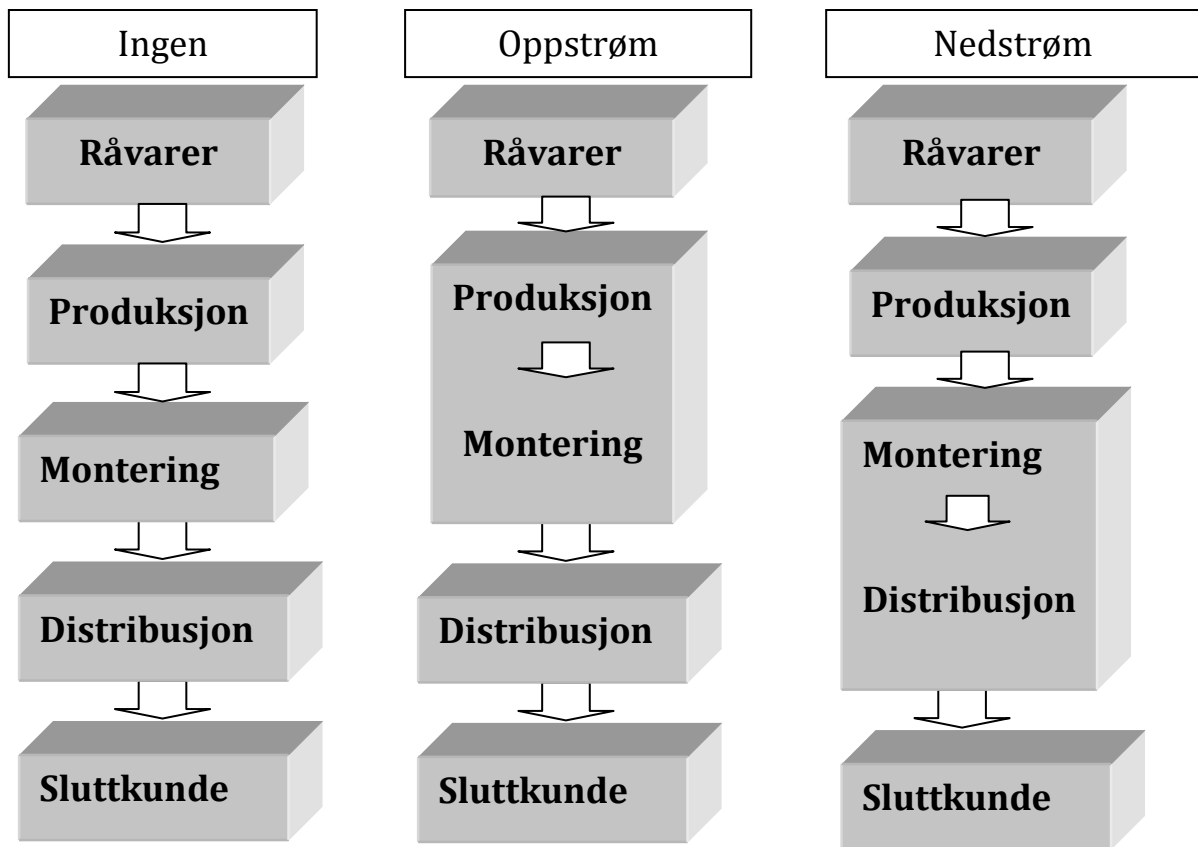 Ingen
Råvarer
Produksjon
Montering
Distribusjon
Sluttkunde
Oppstrøm
Råvarer
Produksjon
Montering
Distribusjon
Sluttkunde
Nedstrøm
Råvarer
Produksjon
Montering
Distribusjon
Sluttkunde